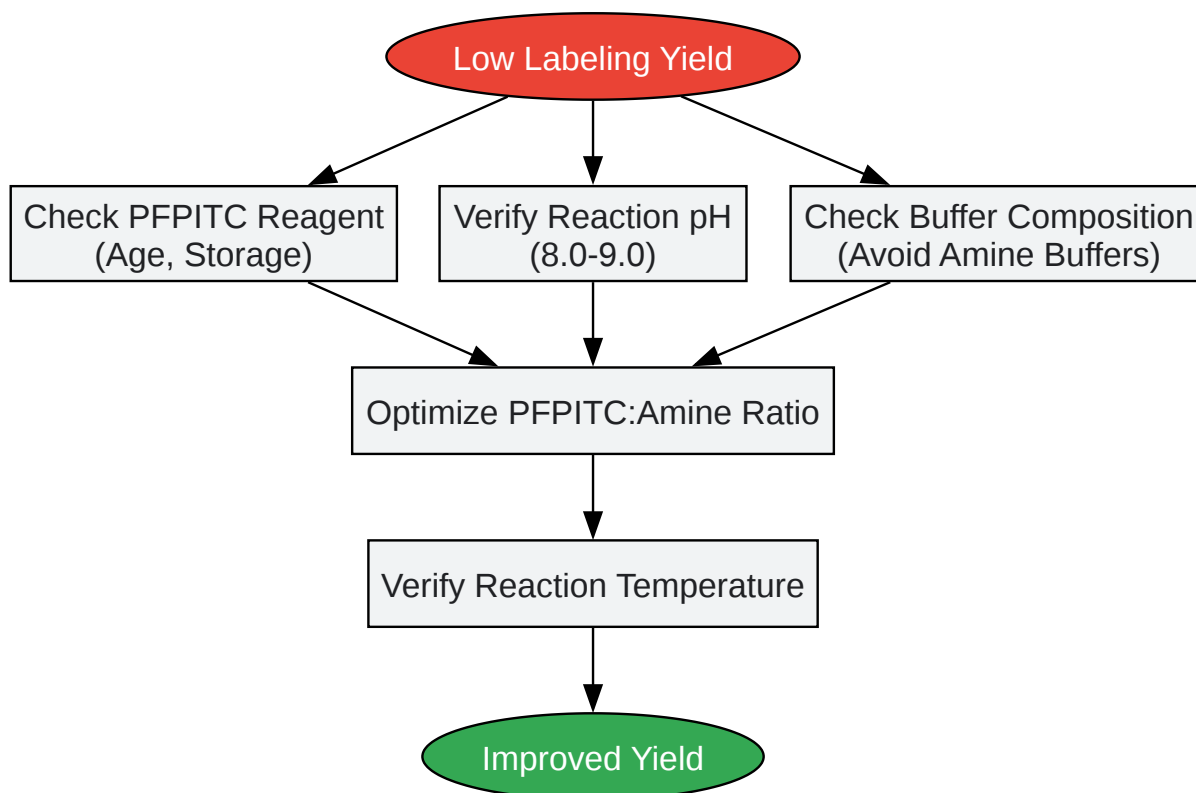 Low Labeling Yield
Check PFPITC Reagent
(Age, Storage)
Verify Reaction pH
(8.0-9.0)
Check Buffer Composition
(Avoid Amine Buffers)
Optimize PFPITC:Amine Ratio
Verify Reaction Temperature
Improved Yield